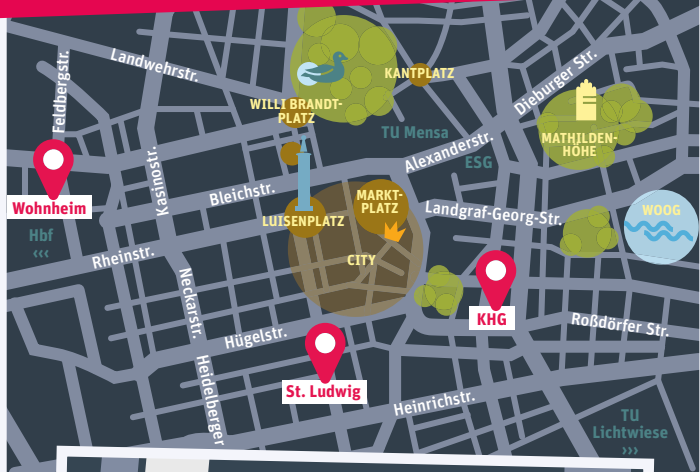 Landwehrstr.
Feldbergstr.
KANTPLATZ
Dieburger Str.
WILLI BRANDT-
PLATZ
TU Mensa
MATHILDEN-
HÖHE
Alexanderstr.
ESG
Kasinostr.
Wohnheim
Bleichstr.
MARKT-
PLATZ
LUISENPLATZ
Landgraf-Georg-Str.
WOOG
Hbf
‹‹‹
Rheinstr.
CITY
Neckarstr.
KHG
Roßdörfer Str.
Hügelstr.
Heidelberger
St. Ludwig
Heinrichstr.
TU
Lichtwiese
›››